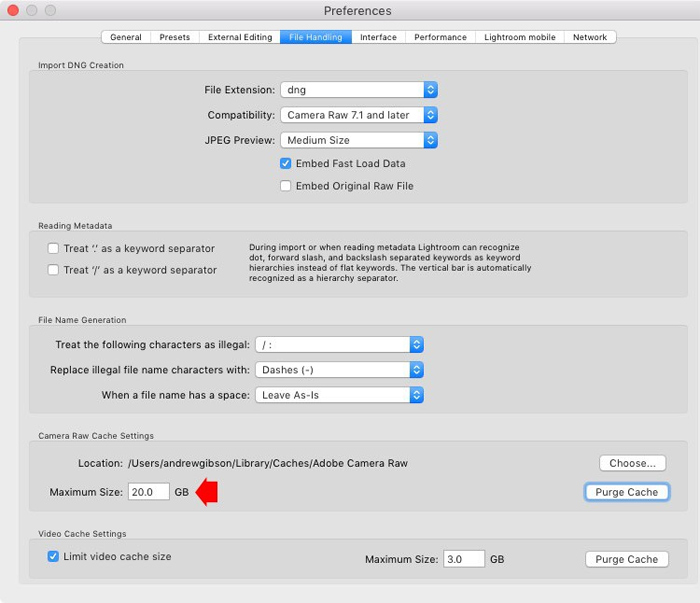 Preferences
General Presets External Editing File Handling Interface Performance Lightroom mobile Network
Import DNG Creation
File Extension: dng
Compatibility: Camera Raw 7.1 and later
JPEG Preview: Medium Size
Embed Fast Load Data
Embed Original Raw File
Reading Metadata
Treat '.' as a keyword separator
Treat '/' as a keyword separator
During import or when reading metadata Lightroom can recognize
dot, forward slash, and backslash separated keywords as keyword
hierarchies instead of flat keywords. The vertical bar is automatically
recognized as a hierarchy separator.
File Name Generation
Treat the following characters as illegal: / :
Replace illegal file name characters with: Dashes (-)
When a file name has a space: Leave As-Is
Camera Raw Cache Settings
Location: /Users/andrewgibson/Library/Caches/Adobe Camera Raw Choose...
Maximum Size: 20.0 GB Purge Cache
Video Cache Settings
Limit video cache size Maximum Size: 3.0 GB Purge Cache